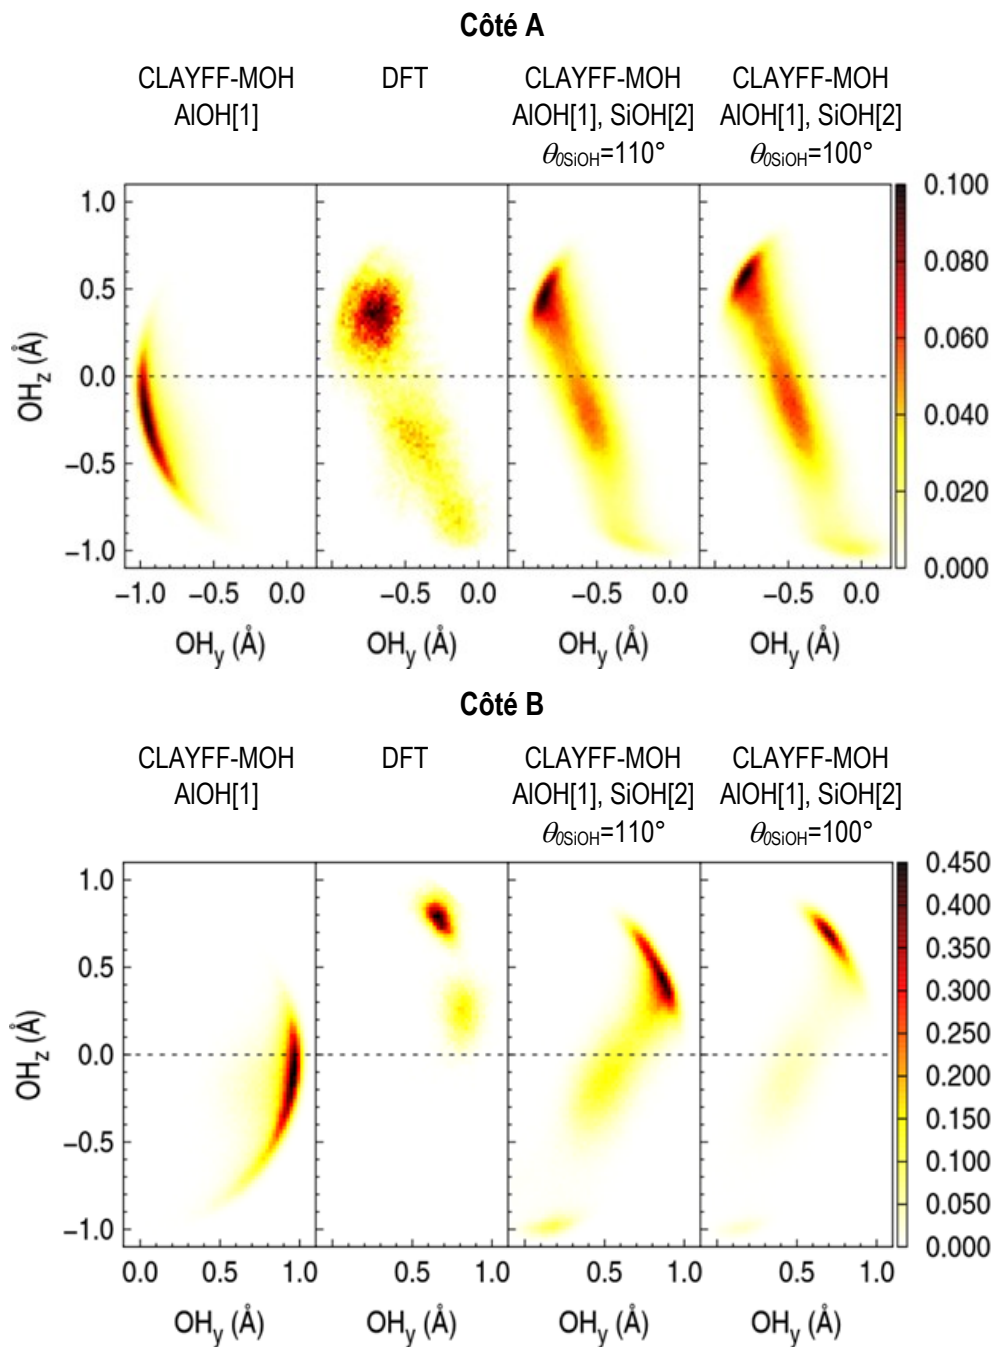 Côté A
CLAYFF-MOH DFT CLAYFF-MOH CLAYFF-MOH
AlOH[1] AlOH[1], SiOH[2] AlOH[1], SiOH[2]
θ0SiOH=110° θ0SiOH=100°
1.0 0.5 0.0 −0.5 −1.0
OHz (Å)
0.100 0.080 0.060 0.040 0.020 0.000
−1.0 −0.5 0.0 −0.5 0.0 −0.5 0.0 −0.5 0.0
OHy (Å) OHy (Å) OHy (Å) OHy (Å)
Côté B
CLAYFF-MOH DFT CLAYFF-MOH CLAYFF-MOH
AlOH[1] AlOH[1], SiOH[2] AlOH[1], SiOH[2]
θ0SiOH=110° θ0SiOH=100°
1.0 0.5 0.0 −0.5 −1.0
OHz (Å)
0.450 0.400 0.350 0.300 0.250 0.200 0.150 0.100 0.050 0.000
0.0 0.5 1.0 0.5 1.0 0.5 1.0 0.5 1.0
OHy (Å) OHy (Å) OHy (Å) OHy (Å)